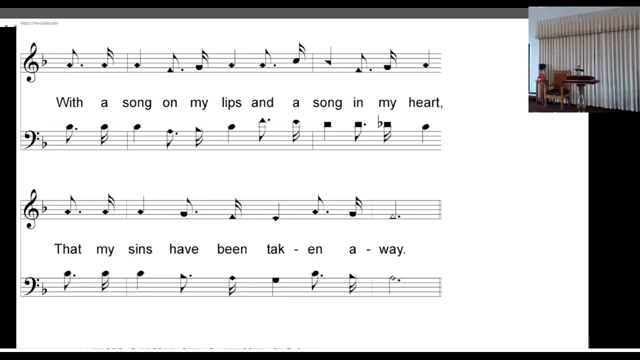 With a song on my lips and a song in my heart,
That my sins have been tak - en a - way.